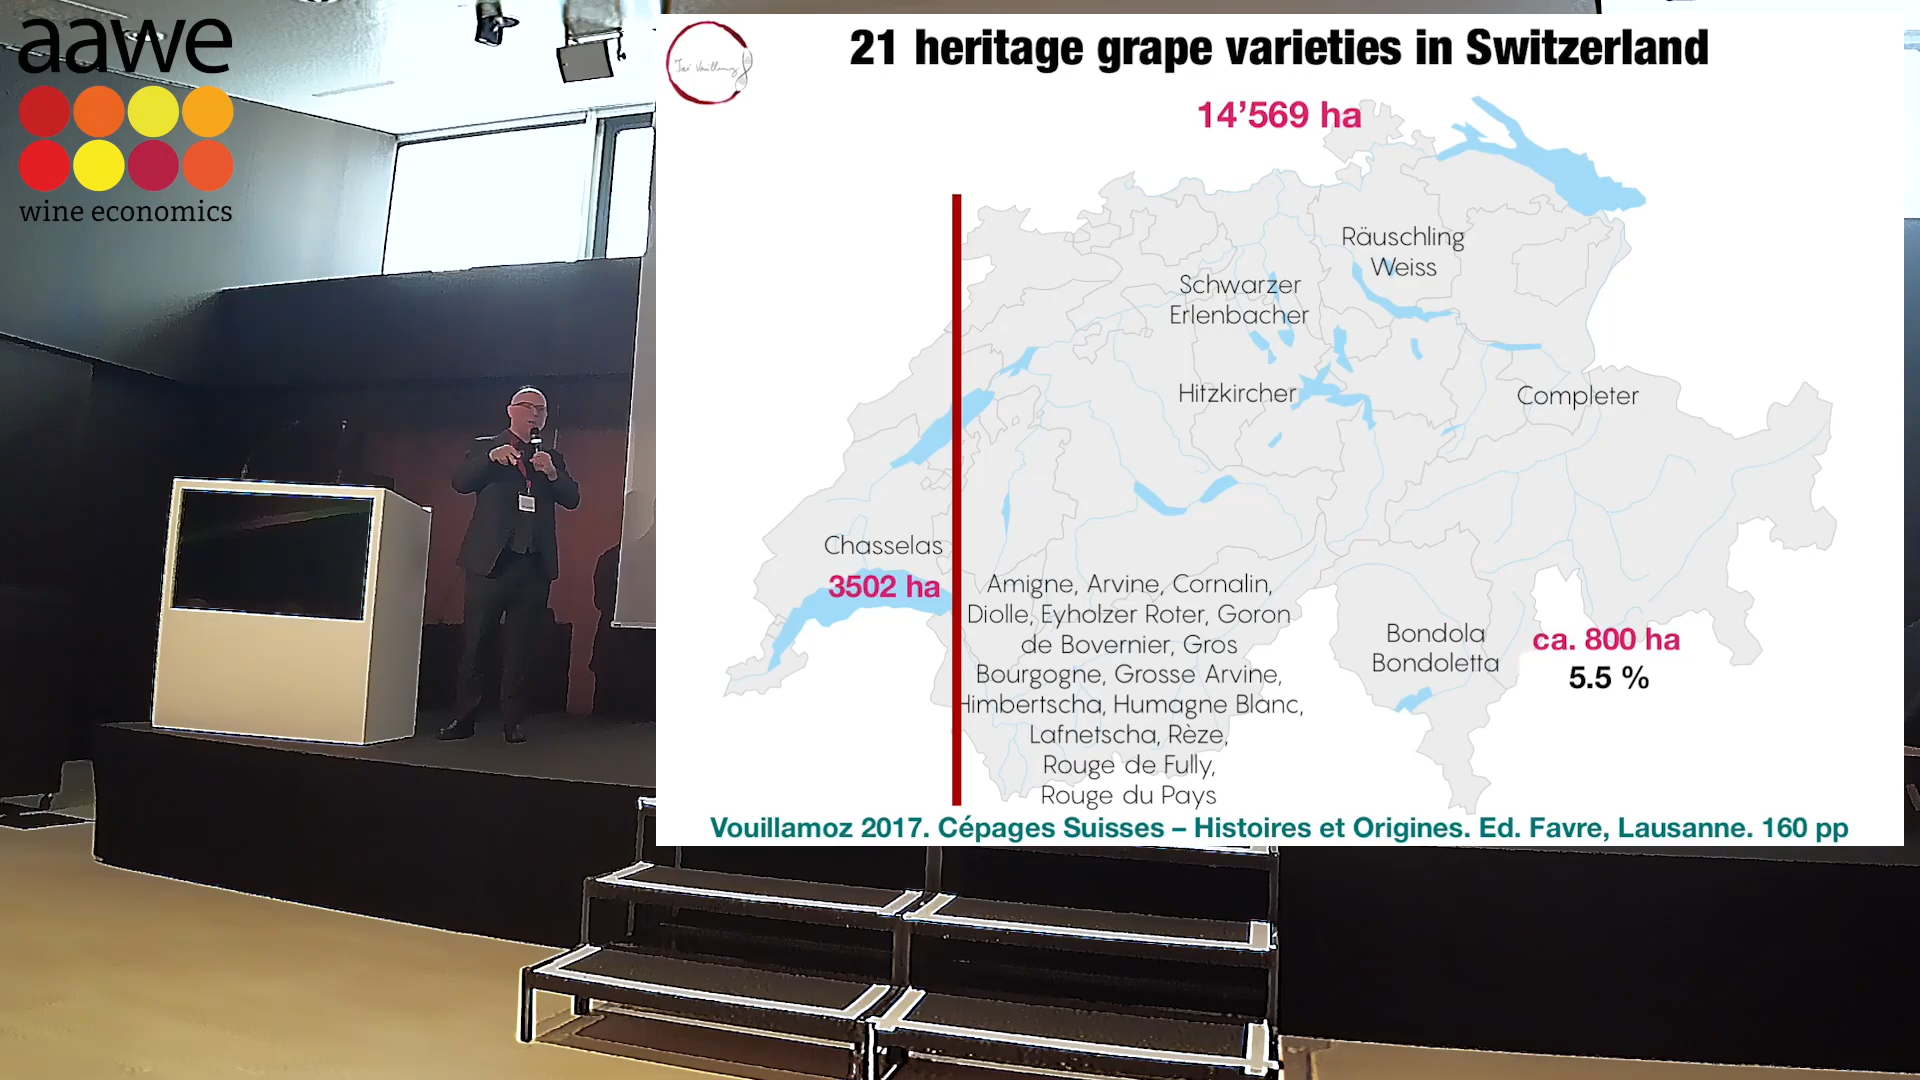 aawe
wine economics
José Vouillamoz
21 heritage grape varieties in Switzerland
14’569 ha
Räuschling
Weiss
Schwarzer
Erlenbacher
Hitzkircher
Completer
Chasselas
3502 ha
Amigne, Arvine, Cornalin,
Diolle, Eyholzer Roter, Goron
de Bovernier, Gros
Bourgogne, Grosse Arvine,
Himbertscha, Humagne Blanc,
Lafnetscha, Rèze,
Rouge de Fully,
Rouge du Pays
Bondola
Bondoletta
ca. 800 ha
5.5 %
Vouillamoz 2017. Cépages Suisses – Histoires et Origines. Ed. Favre, Lausanne. 160 pp